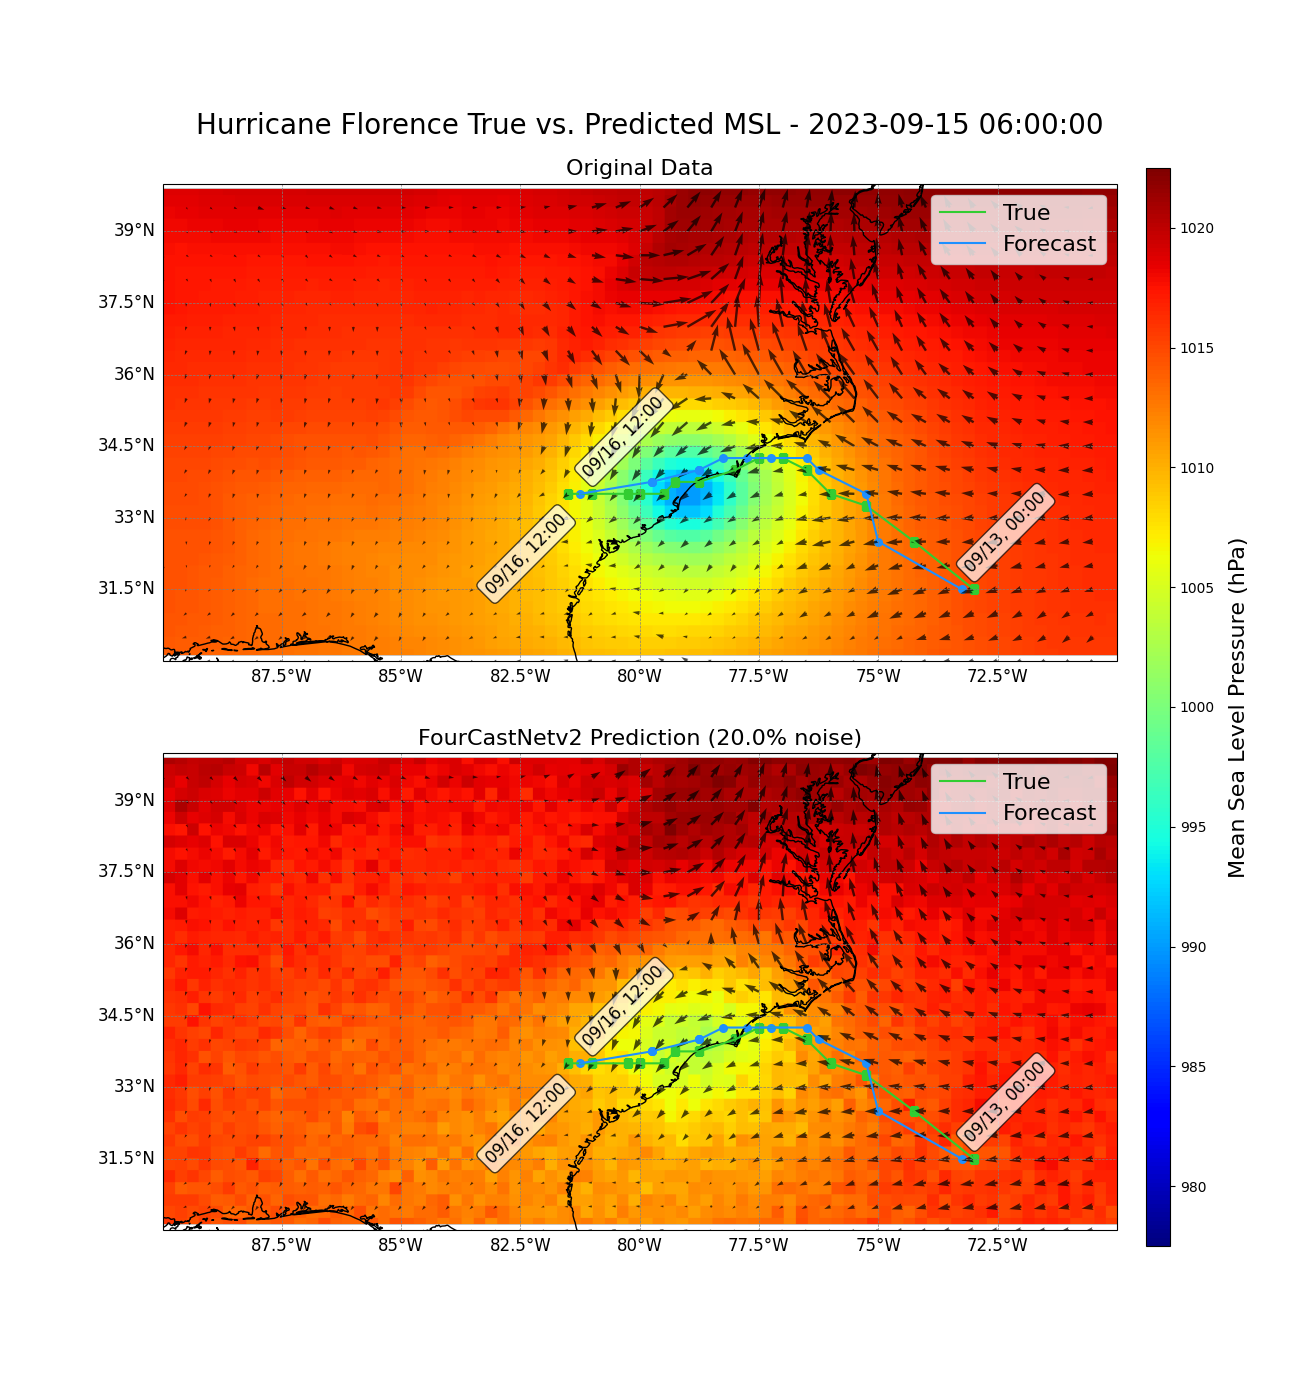 Hurricane Florence True vs. Predicted MSL - 2023-09-15 06:00:00
Original Data
True
Forecast
39°N
37.5°N
36°N
34.5°N
33°N
31.5°N
09/16, 12:00
09/16, 12:00
09/13, 00:00
87.5°W 85°W 82.5°W 80°W 77.5°W 75°W 72.5°W
FourCastNetv2 Prediction (20.0% noise)
True
Forecast
39°N
37.5°N
36°N
34.5°N
33°N
31.5°N
09/16, 12:00
09/16, 12:00
09/13, 00:00
87.5°W 85°W 82.5°W 80°W 77.5°W 75°W 72.5°W
1020
1015
1010
1005
1000
995
990
985
980
Mean Sea Level Pressure (hPa)